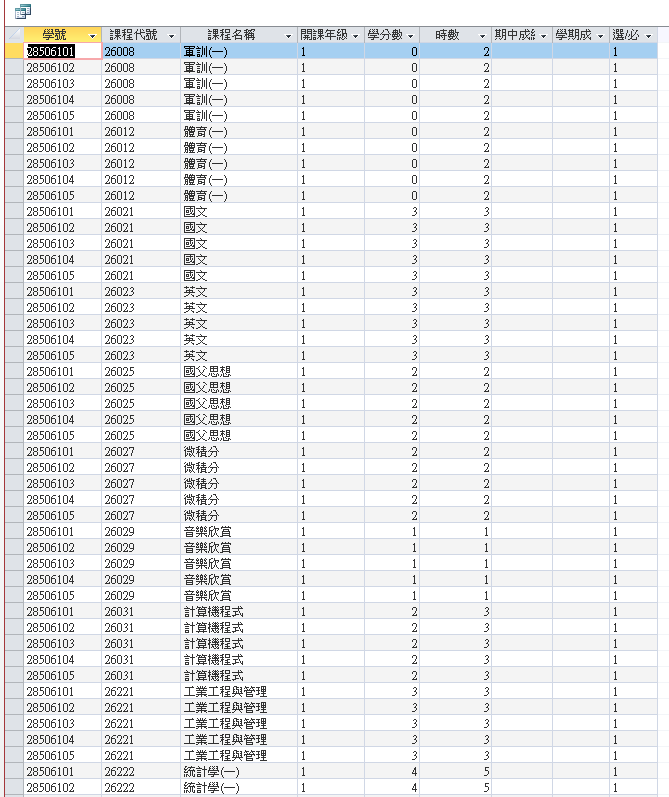 學號 課程代號 課程名稱 開課年級 學分數 時數 期中成 學期成 選/必
28506101 26008 軍訓(一) 1 0 2 1
28506102 26008 軍訓(一) 1 0 2 1
28506103 26008 軍訓(一) 1 0 2 1
28506104 26008 軍訓(一) 1 0 2 1
28506105 26008 軍訓(一) 1 0 2 1
28506101 26012 體育(一) 1 0 2 1
28506102 26012 體育(一) 1 0 2 1
28506103 26012 體育(一) 1 0 2 1
28506104 26012 體育(一) 1 0 2 1
28506105 26012 體育(一) 1 0 2 1
28506101 26021 國文 1 3 3 1
28506102 26021 國文 1 3 3 1
28506103 26021 國文 1 3 3 1
28506104 26021 國文 1 3 3 1
28506105 26021 國文 1 3 3 1
28506101 26023 英文 1 3 3 1
28506102 26023 英文 1 3 3 1
28506103 26023 英文 1 3 3 1
28506104 26023 英文 1 3 3 1
28506105 26023 英文 1 3 3 1
28506101 26025 國父思想 1 2 2 1
28506102 26025 國父思想 1 2 2 1
28506103 26025 國父思想 1 2 2 1
28506104 26025 國父思想 1 2 2 1
28506105 26025 國父思想 1 2 2 1
28506101 26027 微積分 1 2 2 1
28506102 26027 微積分 1 2 2 1
28506103 26027 微積分 1 2 2 1
28506104 26027 微積分 1 2 2 1
28506105 26027 微積分 1 2 2 1
28506101 26029 音樂欣賞 1 1 1 1
28506102 26029 音樂欣賞 1 1 1 1
28506103 26029 音樂欣賞 1 1 1 1
28506104 26029 音樂欣賞 1 1 1 1
28506105 26029 音樂欣賞 1 1 1 1
28506101 26031 計算機程式 1 2 3 1
28506102 26031 計算機程式 1 2 3 1
28506103 26031 計算機程式 1 2 3 1
28506104 26031 計算機程式 1 2 3 1
28506105 26031 計算機程式 1 2 3 1
28506101 26221 工業工程與管理 1 3 3 1
28506102 26221 工業工程與管理 1 3 3 1
28506103 26221 工業工程與管理 1 3 3 1
28506104 26221 工業工程與管理 1 3 3 1
28506105 26221 工業工程與管理 1 3 3 1
28506101 26222 統計學(一) 1 4 5 1
28506102 26222 統計學(一) 1 4 5 1